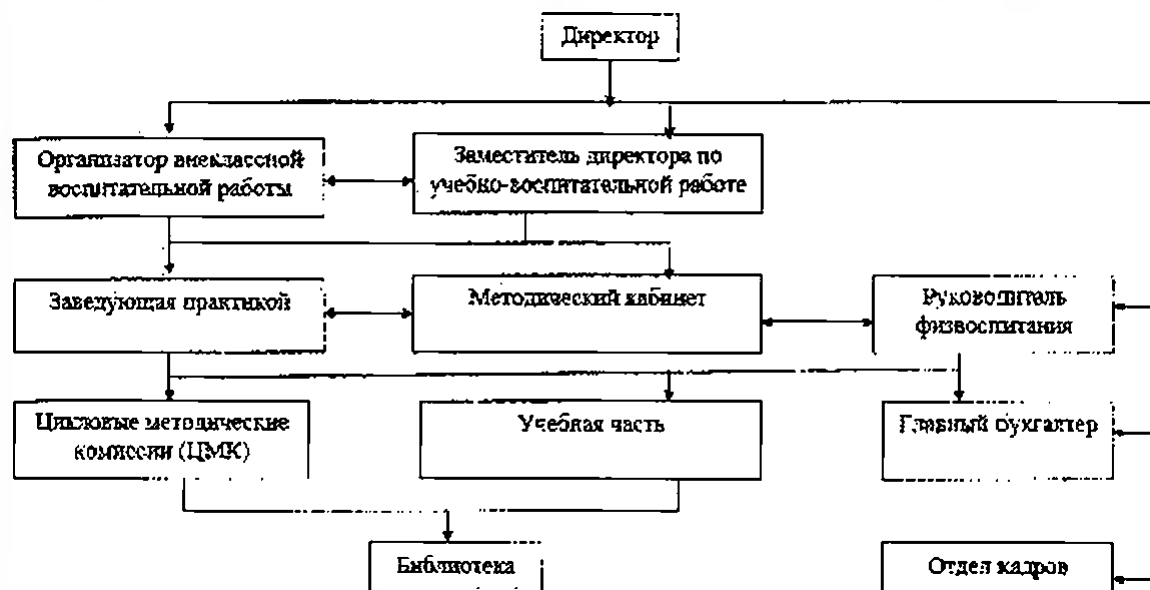 Директор
Организатор внеклассной
воспитательной работы
Заместитель директора по
учебно-воспитательной работе
Заведующая практикой
Методический кабинет
Руководитель
физвоспитания
Цикловые методические
комиссии (ЦМК)
Учебная часть
Главный бухгалтер
Библиотека
Отдел кадров